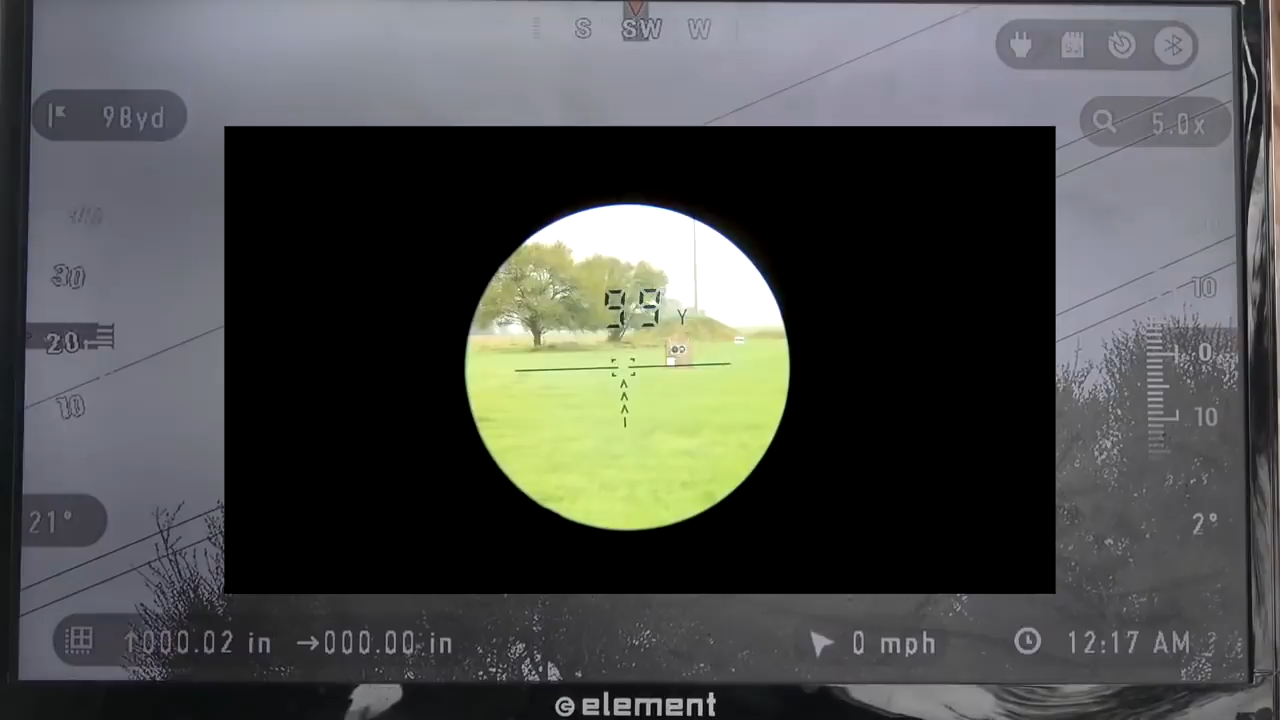 S SW W
98yd
5.0x
30
20
10
99 Y
10
0
10
21°
2°
↑000.02 in →000.00 in
0 mph
12:17 AM
element